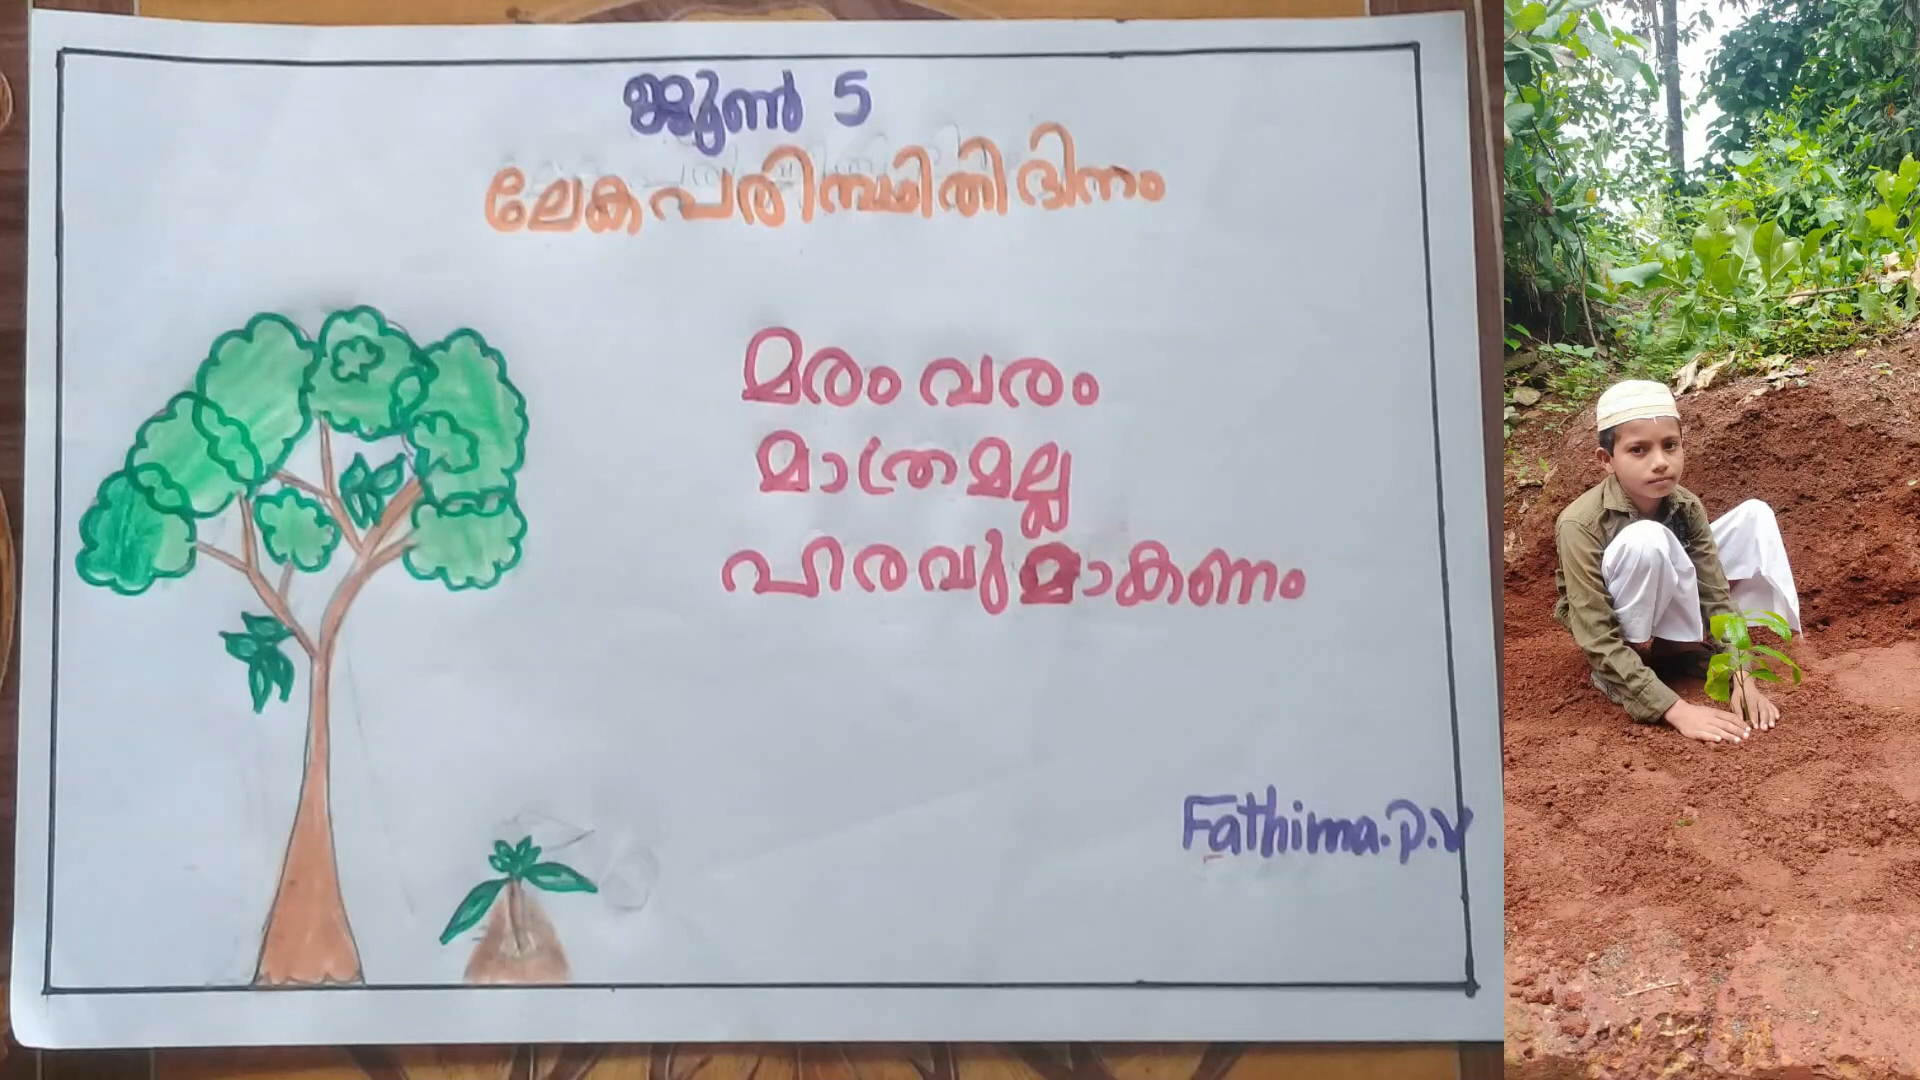 ജൂൺ 5
ലേകപരിസ്ഥിതി ദിനം
മരം വരം
മാത്രമല്ല
ഹരവുമാകണം
Fathima.P.V